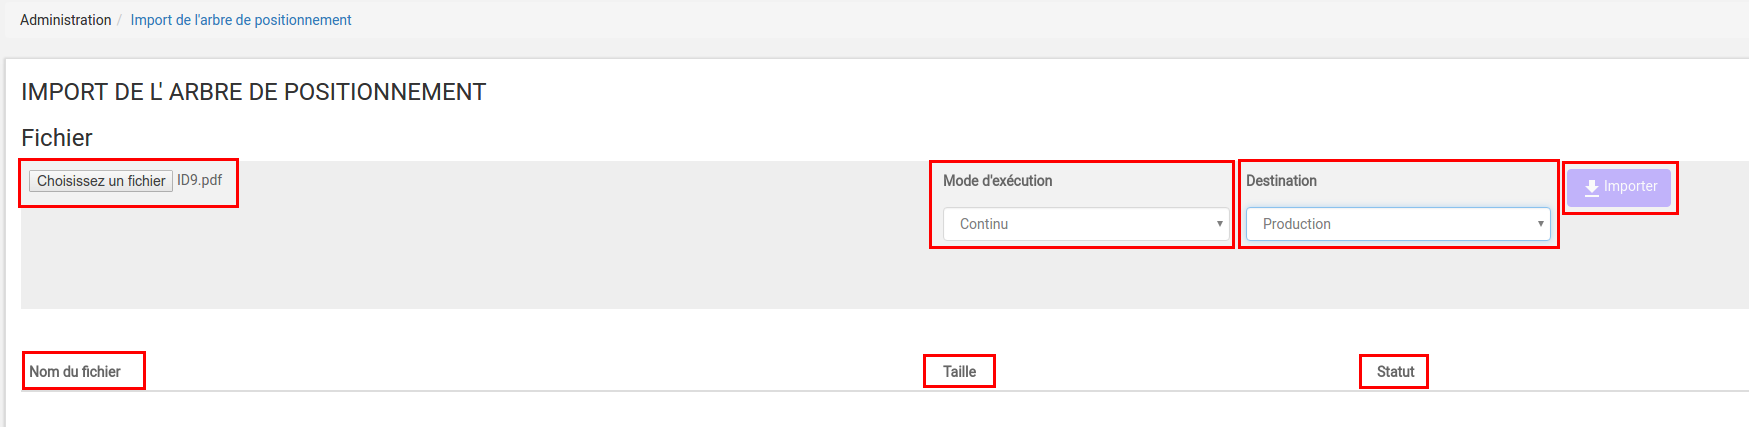 Administration / Import de l'arbre de positionnement
IMPORT DE L' ARBRE DE POSITIONNEMENT
Fichier
Choisissez un fichier ID9.pdf
Mode d'exécution
Continu
Destination
Production
Importer
Nom du fichier Taille Statut